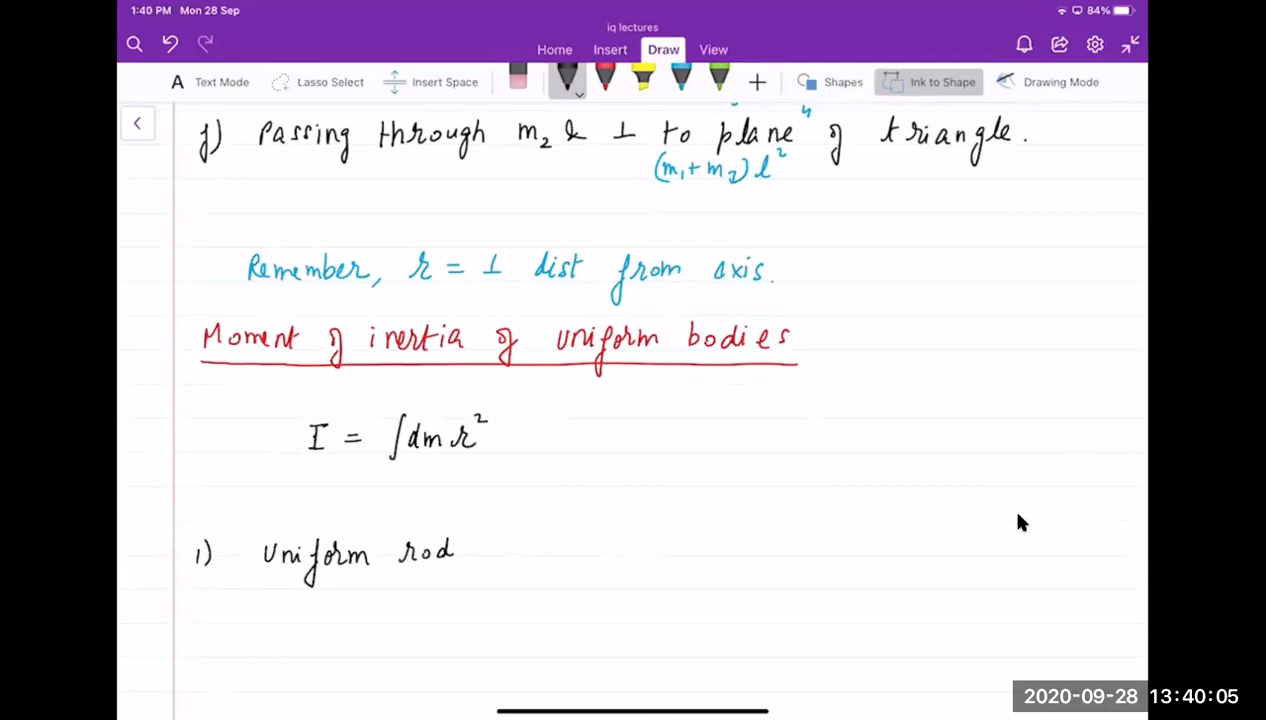 1:40 PM Mon 28 Sep
84%
iq lectures
Home Insert Draw View
Text Mode Lasso Select Insert Space Shapes Ink to Shape Drawing Mode
f) Passing through m₂ & ⊥ to plane of triangle.
(m₁ + m₂) l²
Remember, r = ⊥ dist from axis.
Moment of inertia of uniform bodies
I = ∫dm r²
1) Uniform rod
2020-09-28 13:40:05